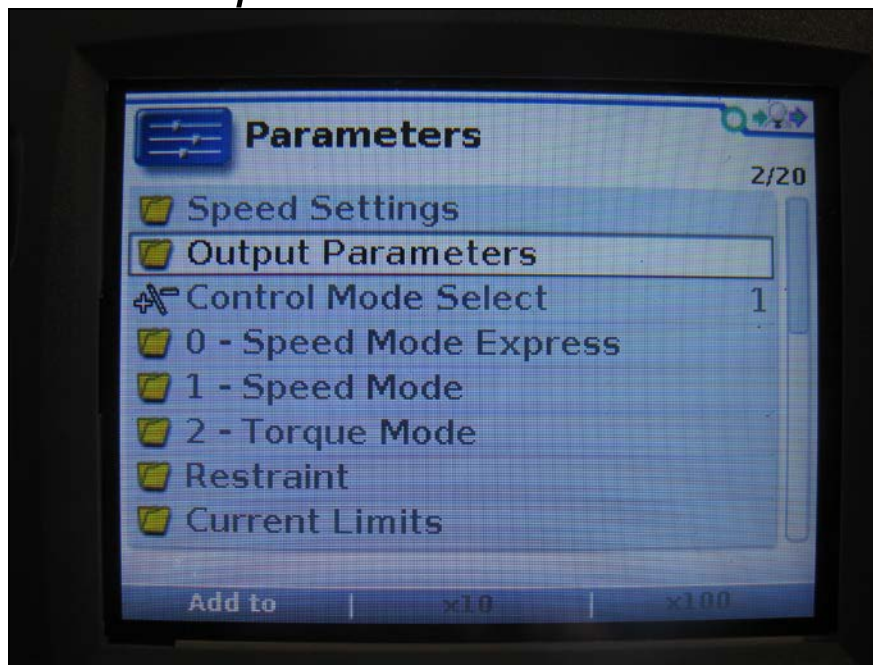 Parameters
2/20
Speed Settings
Output Parameters
Control Mode Select 1
0 - Speed Mode Express
1 - Speed Mode
2 - Torque Mode
Restraint
Current Limits
Add to | x10 | x100